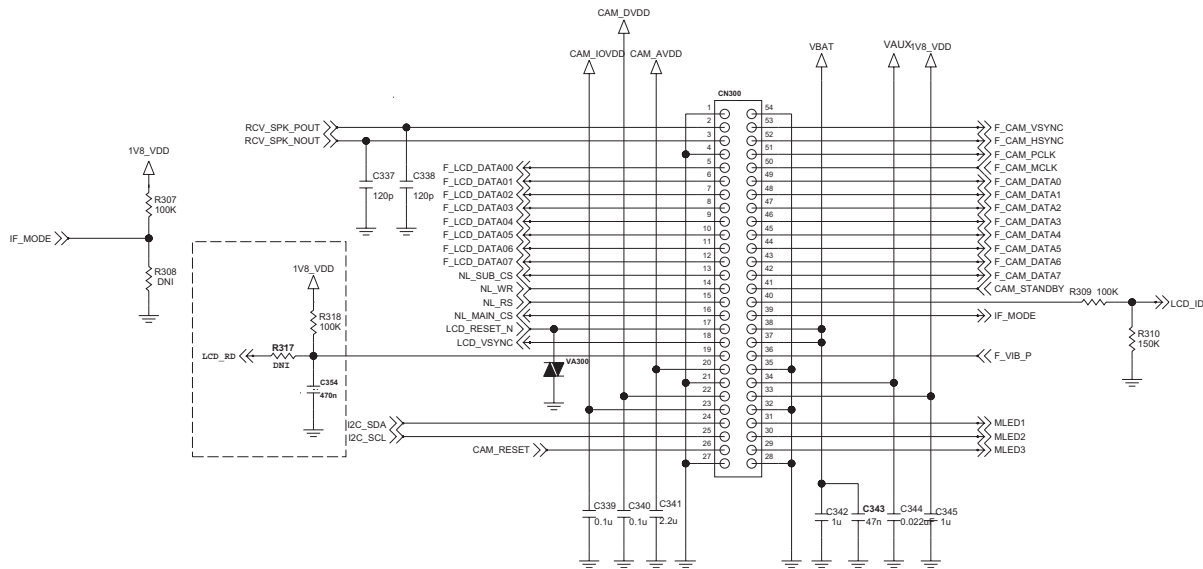 CAM_DVDD
CAM_IOVDD
CAM_AVDD
VBAT
VAUX
1V8_VDD
CN300
1
2
3
4
5
6
7
8
9
10
11
12
13
14
15
16
17
18
19
20
21
22
23
24
25
26
27
54
53
52
51
50
49
48
47
46
45
44
43
42
41
40
39
38
37
36
35
34
33
32
31
30
29
28
RCV_SPK_POUT
RCV_SPK_NOUT
C337
120p
C338
120p
1V8_VDD
R307
100K
IF_MODE
R308
DNI
F_LCD_DATA00
F_LCD_DATA01
F_LCD_DATA02
F_LCD_DATA03
F_LCD_DATA04
F_LCD_DATA05
F_LCD_DATA06
F_LCD_DATA07
NL_SUB_CS
NL_WR
NL_RS
NL_MAIN_CS
LCD_RESET_N
LCD_VSYNC
1V8_VDD
R318
100K
LCD_RD
R317
DNI
C354
470n
VA300
I2C_SDA
I2C_SCL
CAM_RESET
F_CAM_VSYNC
F_CAM_HSYNC
F_CAM_PCLK
F_CAM_MCLK
F_CAM_DATA0
F_CAM_DATA1
F_CAM_DATA2
F_CAM_DATA3
F_CAM_DATA4
F_CAM_DATA5
F_CAM_DATA6
F_CAM_DATA7
CAM_STANDBY
R309 100K
LCD_ID
IF_MODE
R310
150K
F_VIB_P
MLED1
MLED2
MLED3
C339
0.1u
C340
0.1u
C341
2.2u
C342
1u
C343
47n
C344
0.022uF
C345
1u